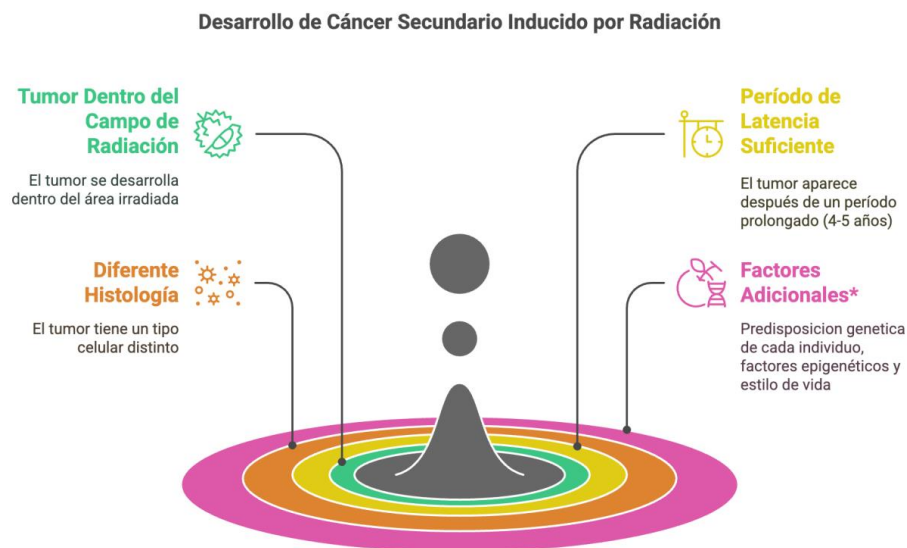 Desarrollo de Cáncer Secundario Inducido por Radiación
Tumor Dentro del
Campo de
Radiación
El tumor se desarrolla
dentro del área irradiada
Diferente
Histología
El tumor tiene un tipo
celular distinto
Período de
Latencia
Suficiente
El tumor aparece
después de un período
prolongado (4-5 años)
Factores
Adicionales*
Predisposicion genetica
de cada individuo,
factores epigenéticos y
estilo de vida